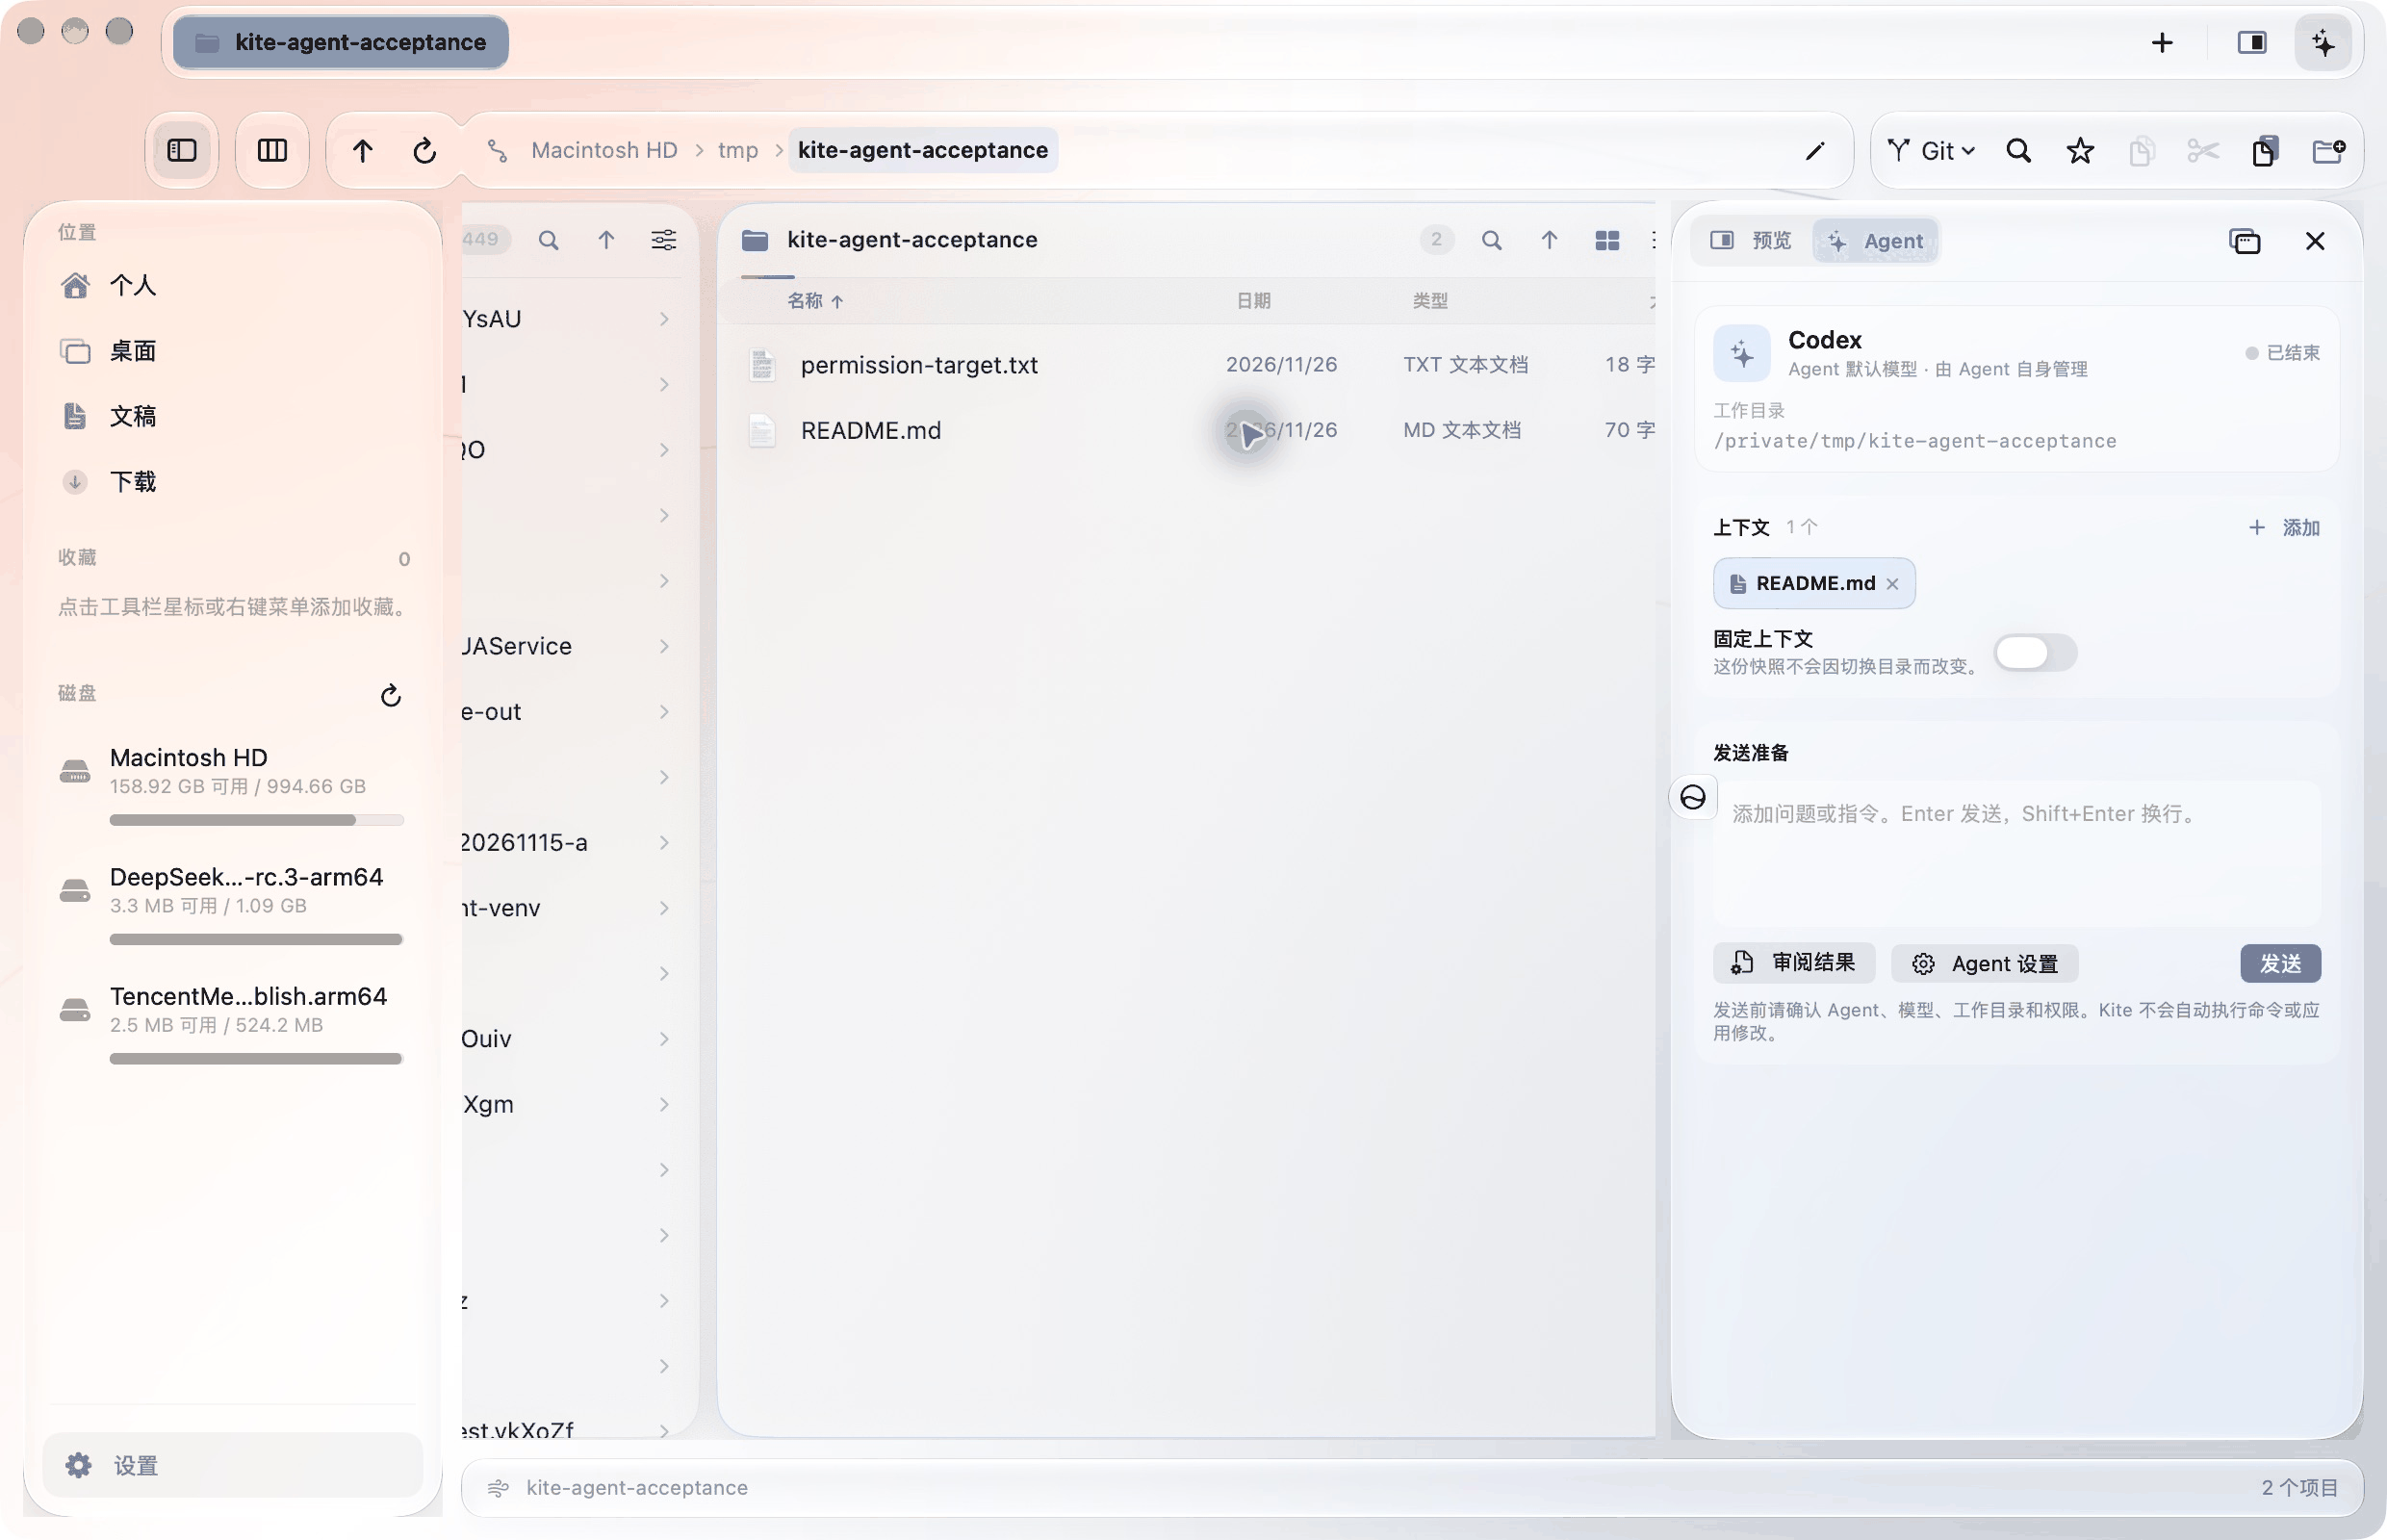 kite-agent-acceptance
Macintosh HD
tmp
kite-agent-acceptance
Git
位置
个人
桌面
文稿
下载
收藏
0
点击工具栏星标或右键菜单添加收藏。
磁盘
Macintosh HD
158.92 GB 可用 / 994.66 GB
DeepSeek...-rc.3-arm64
3.3 MB 可用 / 1.09 GB
TencentMe...blish.arm64
2.5 MB 可用 / 524.2 MB
设置
449
YsAU
QO
JAService
e-out
20261115-a
nt-venv
Ouiv
Xgm
z
est.vkXoZf
kite-agent-acceptance
2
名称
日期
类型
permission-target.txt
2026/11/26
TXT 文本文档
18 字
README.md
2026/11/26
MD 文本文档
70 字
预览
Agent
Codex
Agent 默认模型 · 由 Agent 自身管理
已结束
工作目录
/private/tmp/kite-agent-acceptance
上下文 1 个
添加
README.md
固定上下文
这份快照不会因切换目录而改变。
发送准备
添加问题或指令。Enter 发送，Shift+Enter 换行。
审阅结果
Agent 设置
发送
发送前请确认 Agent、模型、工作目录和权限。Kite 不会自动执行命令或应
用修改。
kite-agent-acceptance
2 个项目